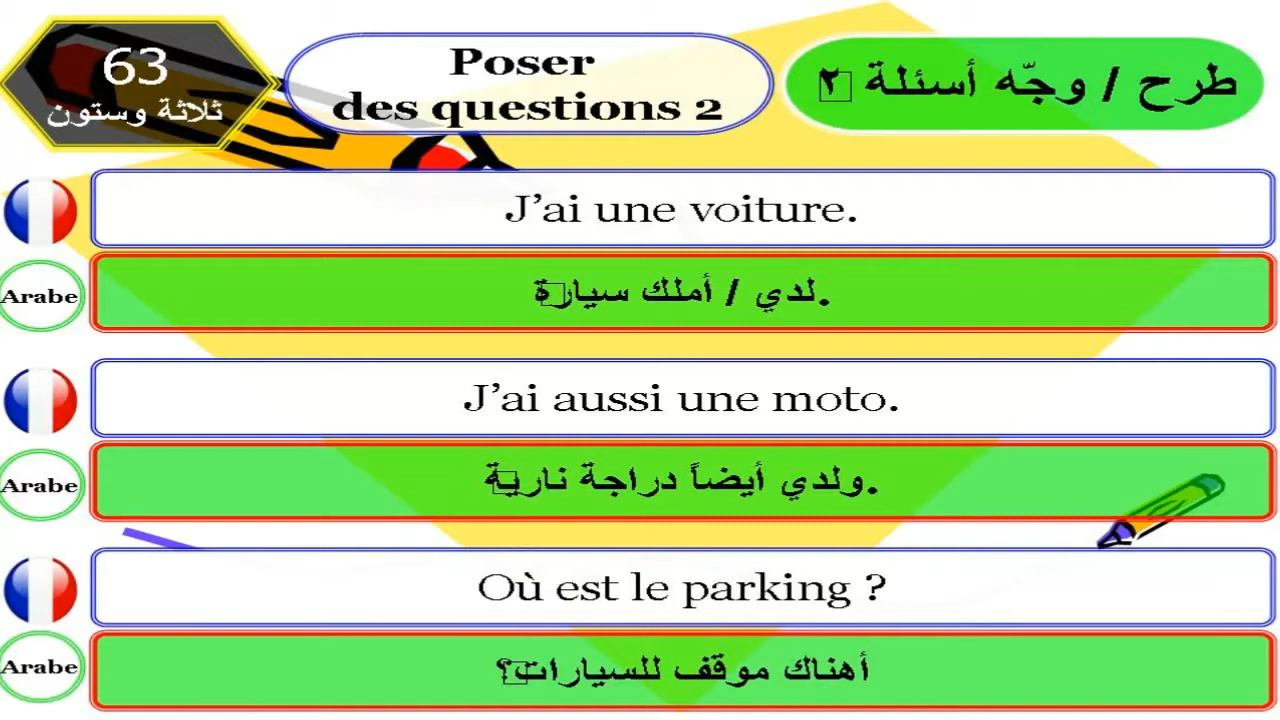 63
ثلاثة وستون
Poser
des questions 2
طرح / وجّه أسئلة ٢
J’ai une voiture.
Arabe
لدي / أملك سيارة.
J’ai aussi une moto.
Arabe
ولدي أيضاً دراجة نارية.
Où est le parking ?
Arabe
أهناك موقف للسيارات؟